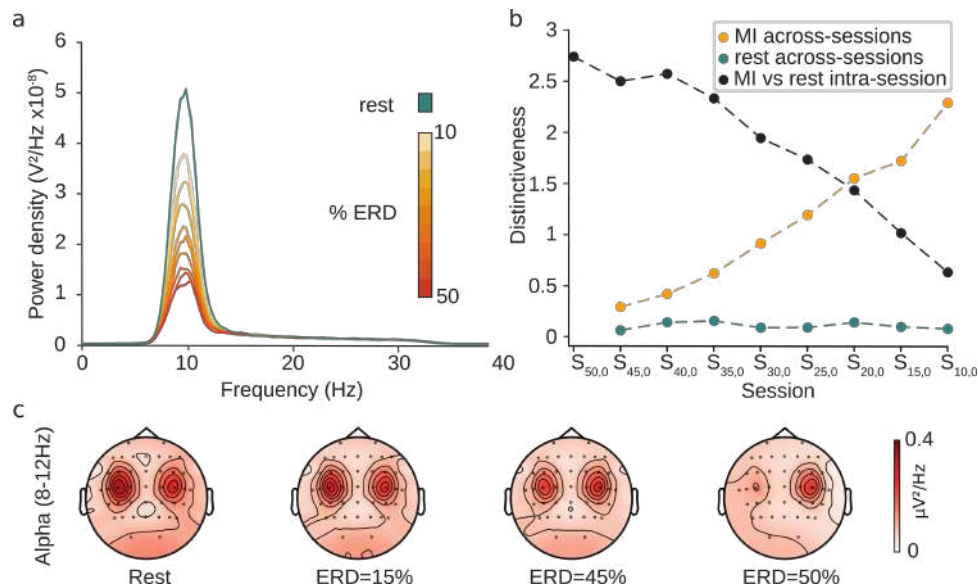 a
Power density (V²/Hz x10⁻⁸)
6
5
4
3
2
1
0
0 10 20 30 40
Frequency (Hz)
rest
% ERD
10
50
b
Distinctiveness
3
2.5
2
1.5
1
0.5
0
MI across-sessions
rest across-sessions
MI vs rest intra-session
S50,0 S45,0 S40,0 S35,0 S30,0 S25,0 S20,0 S15,0 S10,0
Session
c
Alpha (8-12Hz)
Rest ERD=15% ERD=45% ERD=50%
0.4
0
µV²/Hz